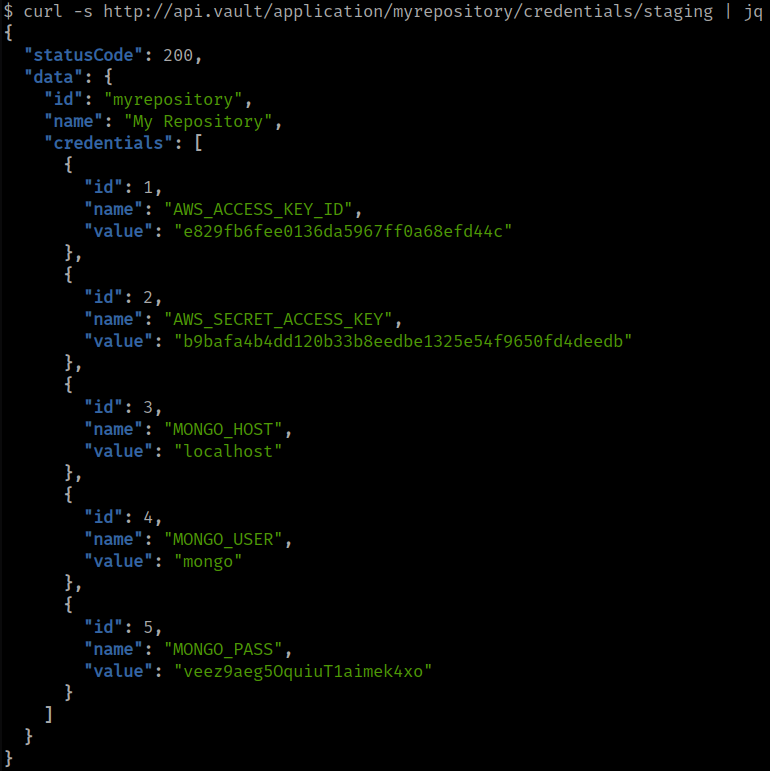 $ curl -s http://api.vault/application/myrepository/credentials/staging | jq
{
  "statusCode": 200,
  "data": {
    "id": "myrepository",
    "name": "My Repository",
    "credentials": [
      {
        "id": 1,
        "name": "AWS_ACCESS_KEY_ID",
        "value": "e829fb6fee0136da5967ff0a68efd44c"
      },
      {
        "id": 2,
        "name": "AWS_SECRET_ACCESS_KEY",
        "value": "b9bafa4b4dd120b33b8eedbe1325e54f9650fd4deedb"
      },
      {
        "id": 3,
        "name": "MONGO_HOST",
        "value": "localhost"
      },
      {
        "id": 4,
        "name": "MONGO_USER",
        "value": "mongo"
      },
      {
        "id": 5,
        "name": "MONGO_PASS",
        "value": "veez9aeg5OquiuT1aimek4xo"
      }
    ]
  }
}